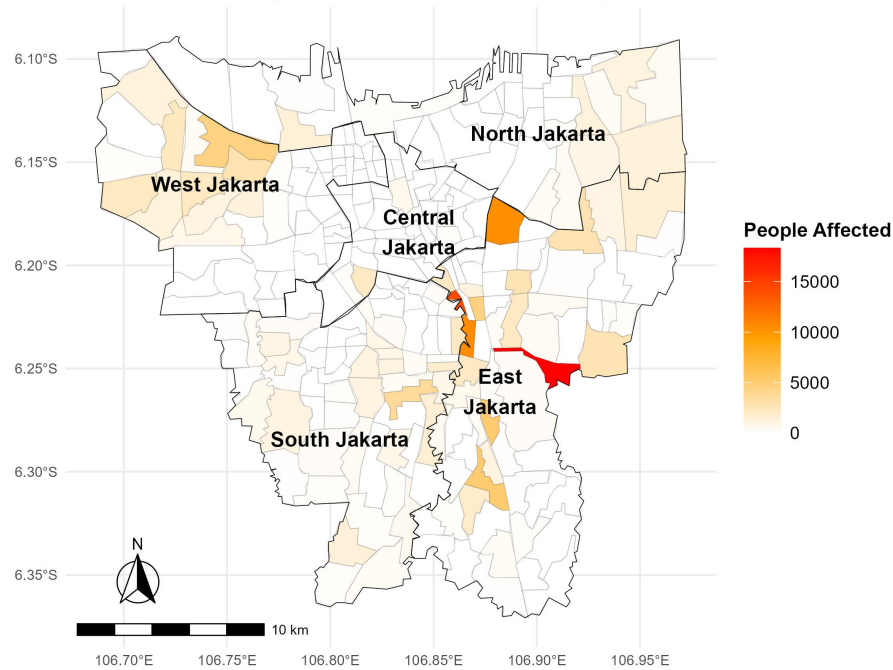 6.10°S
6.15°S
6.20°S
6.25°S
6.30°S
6.35°S
North Jakarta
West Jakarta
Central
Jakarta
East
Jakarta
South Jakarta
N
10 km
106.70°E 106.75°E 106.80°E 106.85°E 106.90°E 106.95°E
People Affected
15000
10000
5000
0